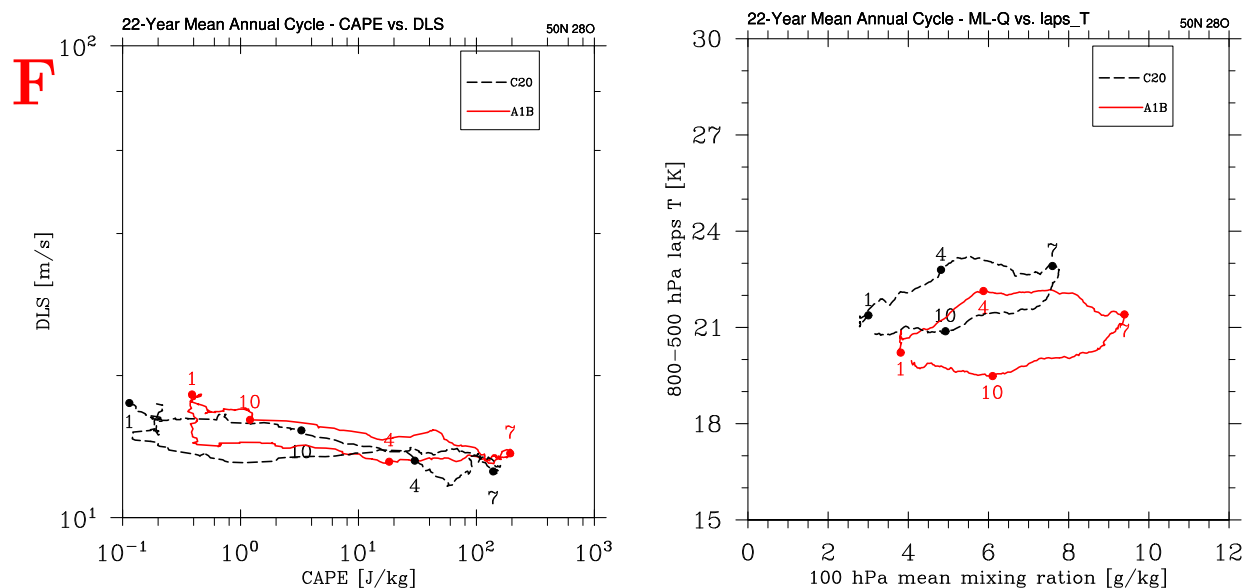 F
22-Year Mean Annual Cycle - CAPE vs. DLS
50N 28O
10²
DLS [m/s]
C20
A1B
1
10
7
1
4
10
4
7
10¹
10⁻¹ 10⁰ 10¹ 10² 10³
CAPE [J/kg]
22-Year Mean Annual Cycle - ML-Q vs. laps_T
50N 28O
30
27
24
21
18
15
800-500 hPa laps T [K]
C20
A1B
4
7
1
10
4
7
1
10
0 2 4 6 8 10 12
100 hPa mean mixing ration [g/kg]